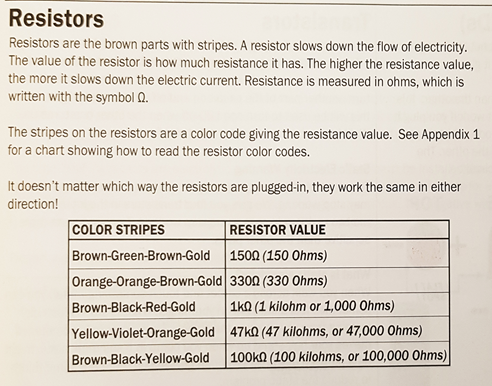 Resistors
Resistors are the brown parts with stripes. A resistor slows down the flow of electricity.
The value of the resistor is how much resistance it has. The higher the resistance value,
the more it slows down the electric current. Resistance is measured in ohms, which is
written with the symbol Ω.
The stripes on the resistors are a color code giving the resistance value. See Appendix 1
for a chart showing how to read the resistor color codes.
It doesn't matter which way the resistors are plugged-in, they work the same in either
direction!
COLOR STRIPES RESISTOR VALUE
Brown-Green-Brown-Gold 150Ω (150 Ohms)
Orange-Orange-Brown-Gold 330Ω (330 Ohms)
Brown-Black-Red-Gold 1kΩ (1 kilohm or 1,000 Ohms)
Yellow-Violet-Orange-Gold 47kΩ (47 kilohms, or 47,000 Ohms)
Brown-Black-Yellow-Gold 100kΩ (100 kilohms, or 100,000 Ohms)